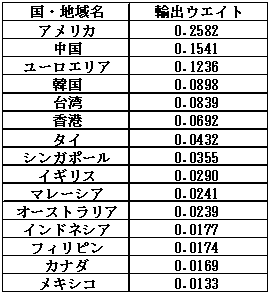 国・地域名 輸出ウエイト
アメリカ 0.2582
中国 0.1541
ユーロエリア 0.1236
韓国 0.0898
台湾 0.0839
香港 0.0692
タイ 0.0432
シンガポール 0.0355
イギリス 0.0290
マレーシア 0.0241
オーストラリア 0.0239
インドネシア 0.0177
フィリピン 0.0174
カナダ 0.0169
メキシコ 0.0133